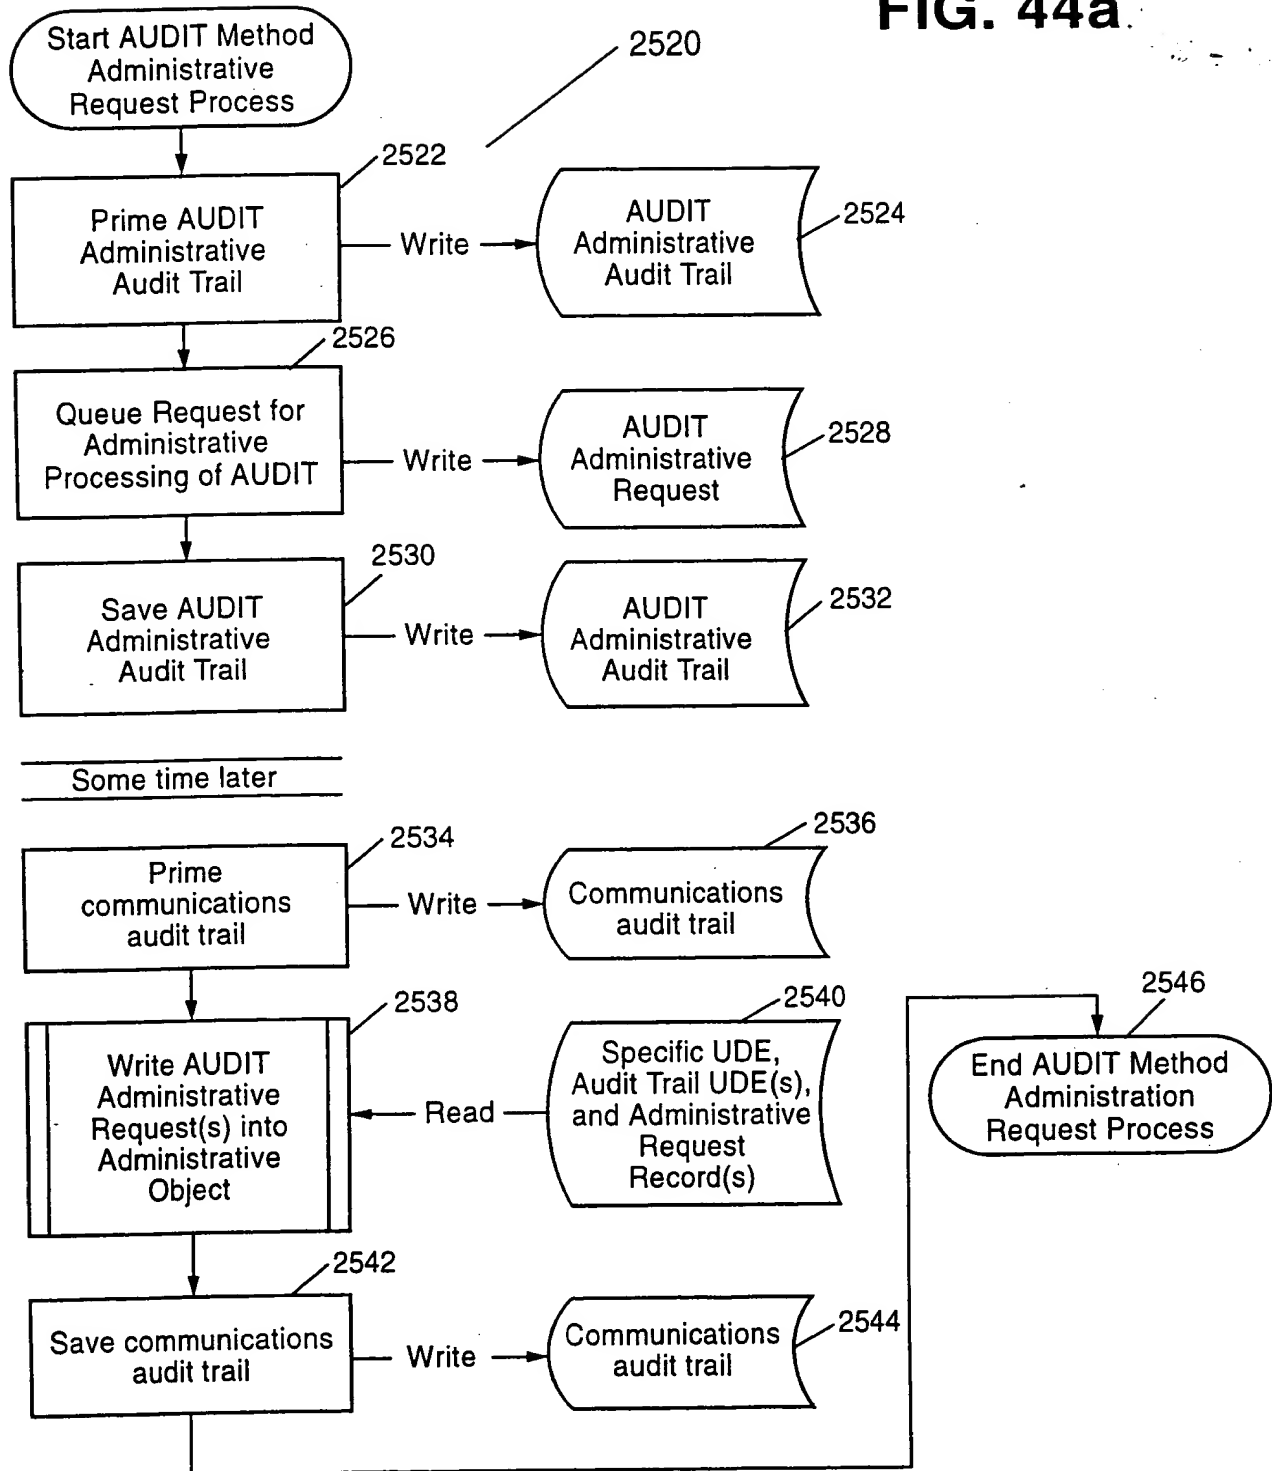 FIG. 44a
Start AUDIT Method
Administrative
Request Process
2520
2522
Prime AUDIT
Administrative
Audit Trail
Write
AUDIT
Administrative
Audit Trail
2524
2526
Queue Request for
Administrative
Processing of AUDIT
Write
AUDIT
Administrative
Request
2528
2530
Save AUDIT
Administrative
Audit Trail
Write
AUDIT
Administrative
Audit Trail
2532
Some time later
2534
Prime
communications
audit trail
Write
2536
Communications
audit trail
2538
Write AUDIT
Administrative
Request(s) into
Administrative
Object
Read
2540
Specific UDE,
Audit Trail UDE(s),
and Administrative
Request
Record(s)
2542
Save communications
audit trail
Write
Communications
audit trail
2544
2546
End AUDIT Method
Administration
Request Process